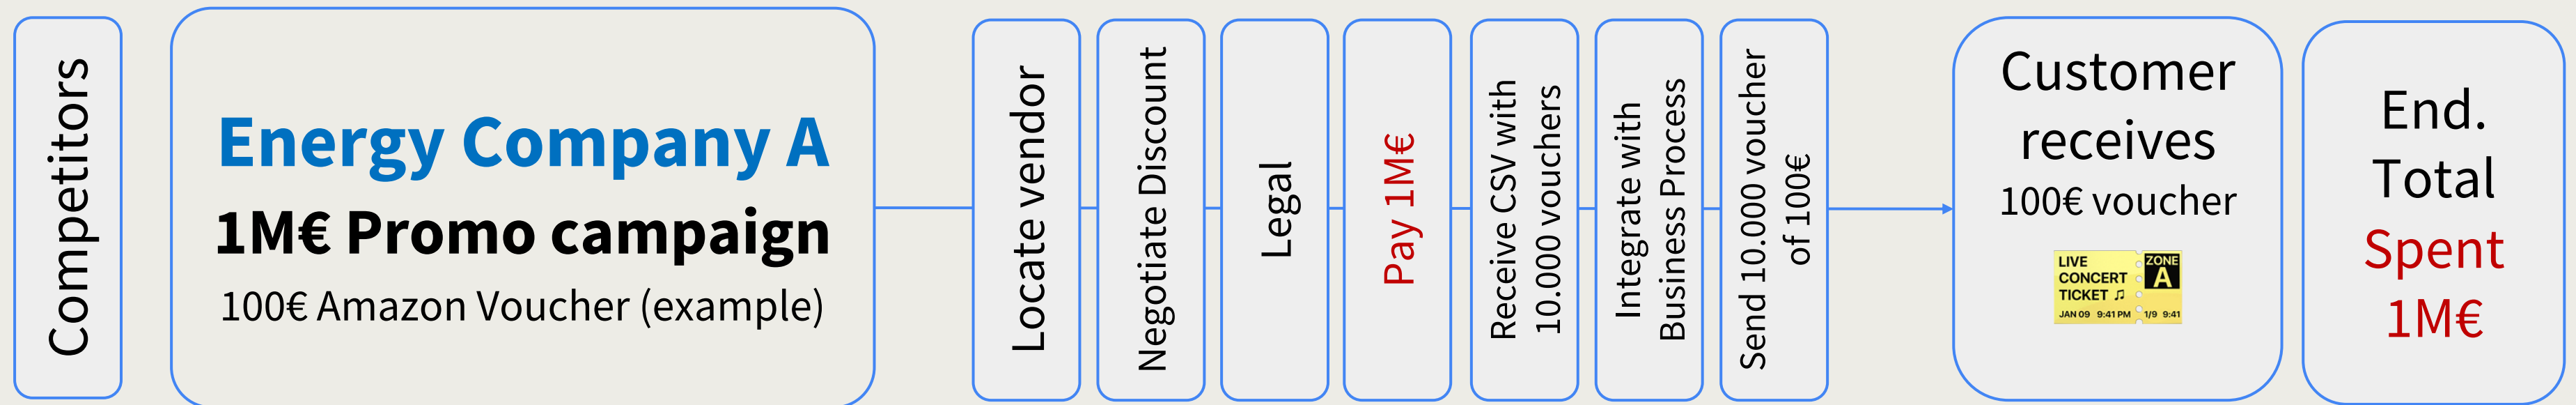 Competitors
Energy Company A
1M€ Promo campaign
100€ Amazon Voucher (example)
Locate vendor
Negotiate Discount
Legal
Pay 1M€
Receive CSV with
10.000 vouchers
Integrate with
Business Process
Send 10.000 voucher
of 100€
Customer
receives
100€ voucher
LIVE
CONCERT
TICKET ♫
JAN 09 9:41 PM
ZONE
A
1/9 9:41
End.
Total
Spent
1M€